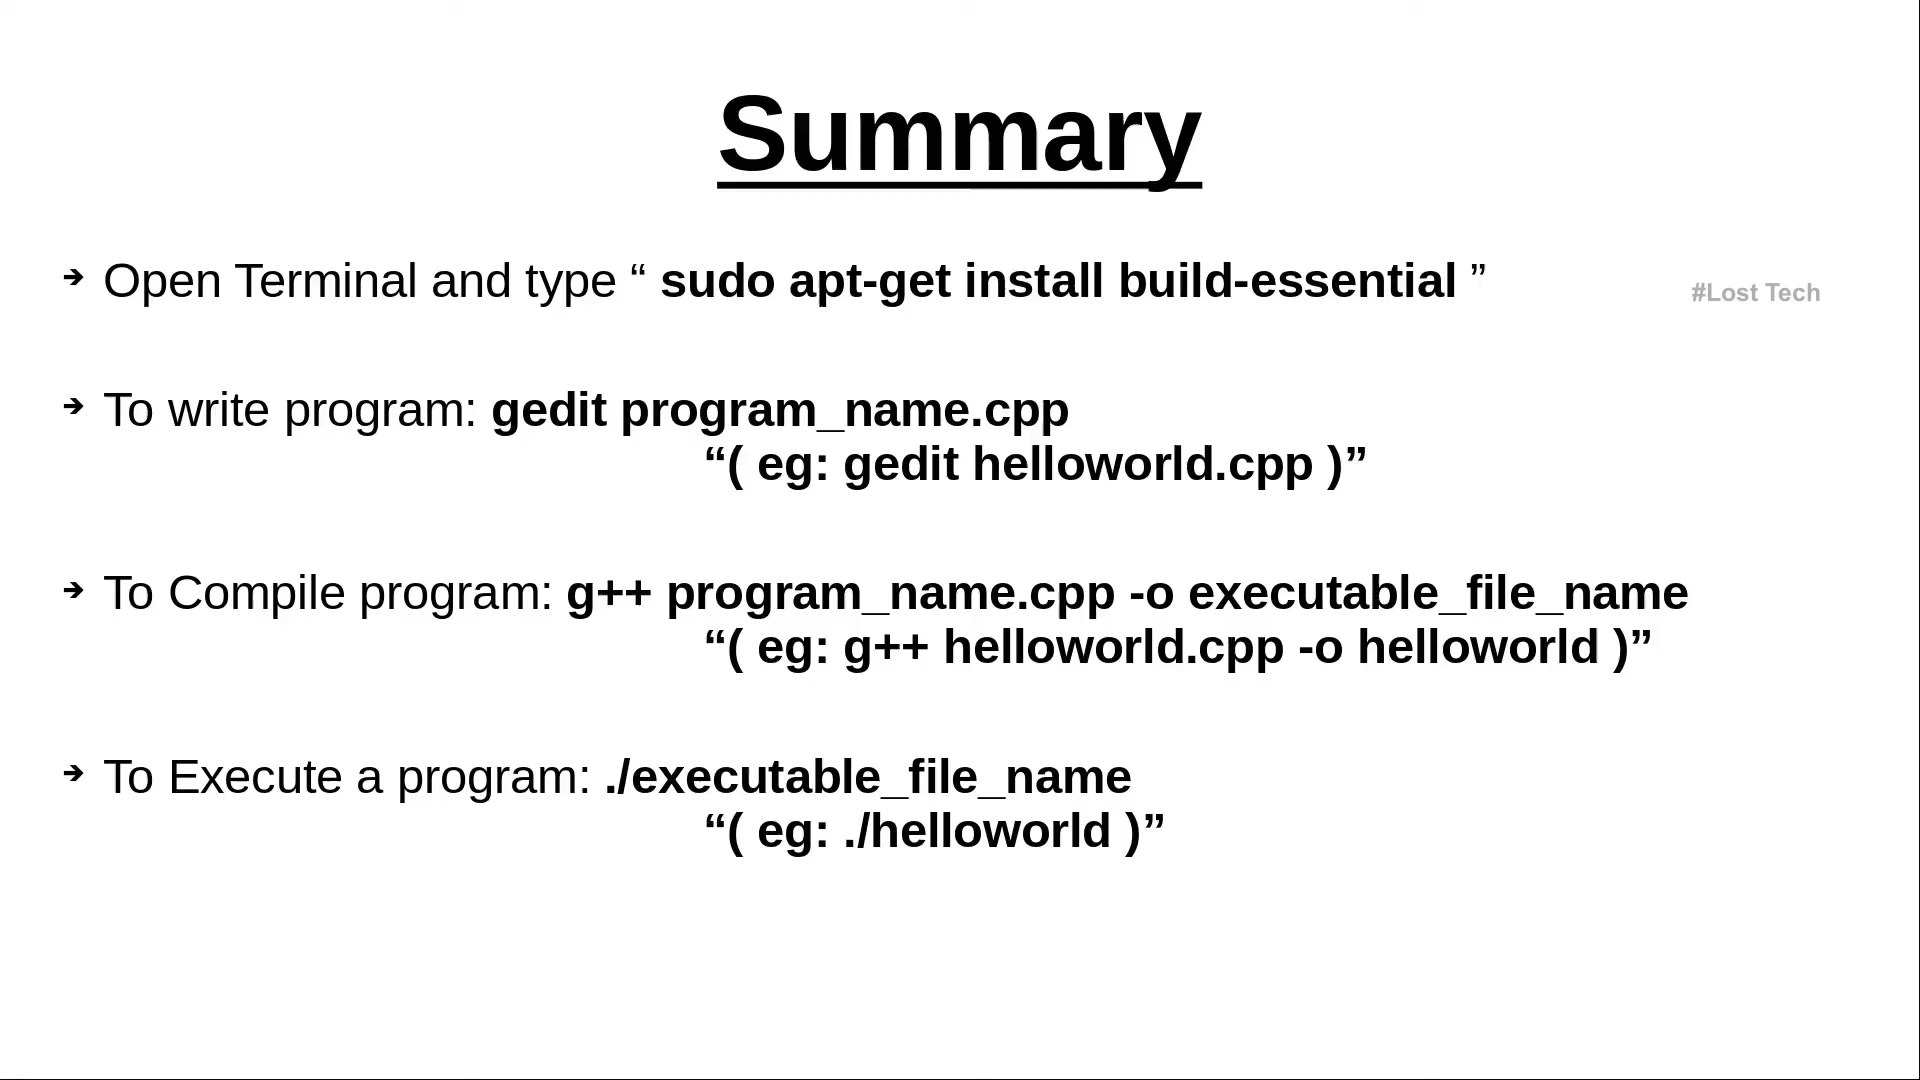 Summary
➔ Open Terminal and type “ sudo apt-get install build-essential ”
#Lost Tech
➔ To write program: gedit program_name.cpp
“( eg: gedit helloworld.cpp )”
➔ To Compile program: g++ program_name.cpp -o executable_file_name
“( eg: g++ helloworld.cpp -o helloworld )”
➔ To Execute a program: ./executable_file_name
“( eg: ./helloworld )”